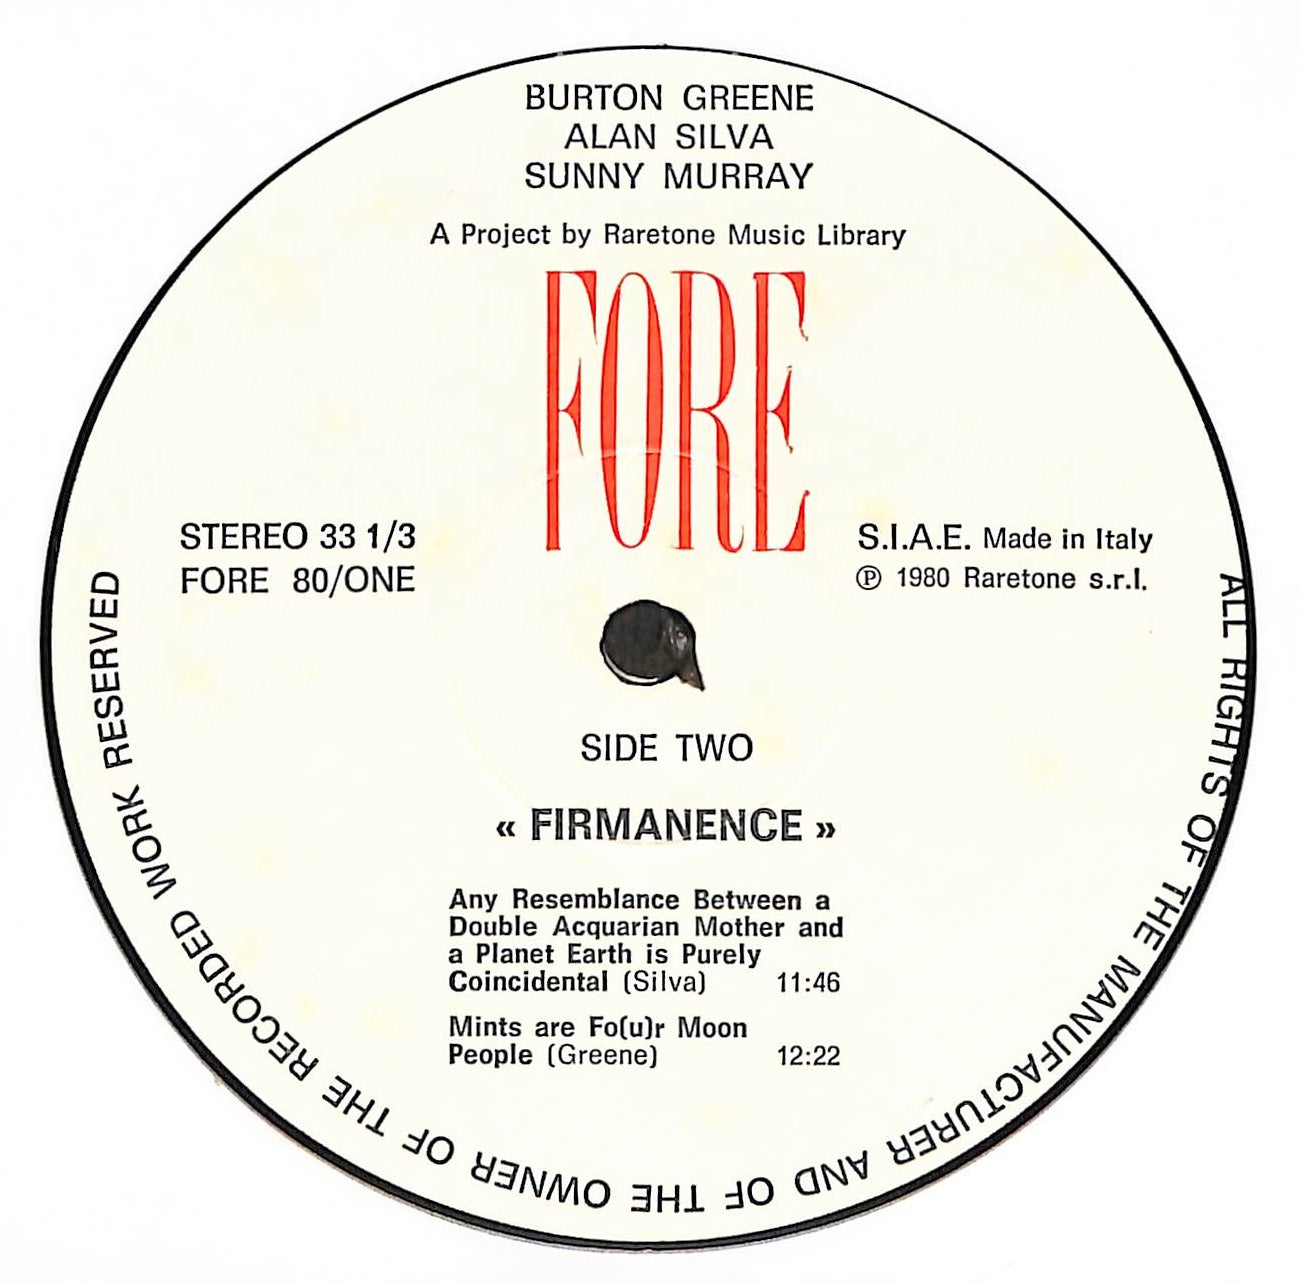 BURTON GREENE
ALAN SILVA
SUNNY MURRAY
A Project by Raretone Music Library
FORE
STEREO 33 1/3
FORE 80/ONE
S.I.A.E. Made in Italy
℗ 1980 Raretone s.r.l.
SIDE TWO
« FIRMANENCE »
Any Resemblance Between a
Double Acquarian Mother and
a Planet Earth is Purely
Coincidental (Silva) 11:46
Mints are Fo(u)r Moon
People (Greene) 12:22
ALL RIGHTS OF THE MANUFACTURER AND OF THE OWNER OF THE RECORDED WORK RESERVED